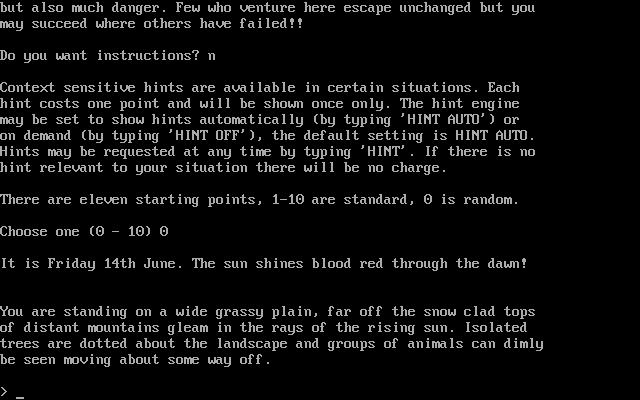 but also much danger. Few who venture here escape unchanged but you
may succeed where others have failed!!
Do you want instructions? n
Context sensitive hints are available in certain situations. Each
hint costs one point and will be shown once only. The hint engine
may be set to show hints automatically (by typing 'HINT AUTO') or
on demand (by typing 'HINT OFF'), the default setting is HINT AUTO.
Hints may be requested at any time by typing 'HINT'. If there is no
hint relevant to your situation there will be no charge.
There are eleven starting points, 1-10 are standard, 0 is random.
Choose one (0 - 10) 0
It is Friday 14th June. The sun shines blood red through the dawn!
You are standing on a wide grassy plain, far off the snow clad tops
of distant mountains gleam in the rays of the rising sun. Isolated
trees are dotted about the landscape and groups of animals can dimly
be seen moving about some way off.
> _